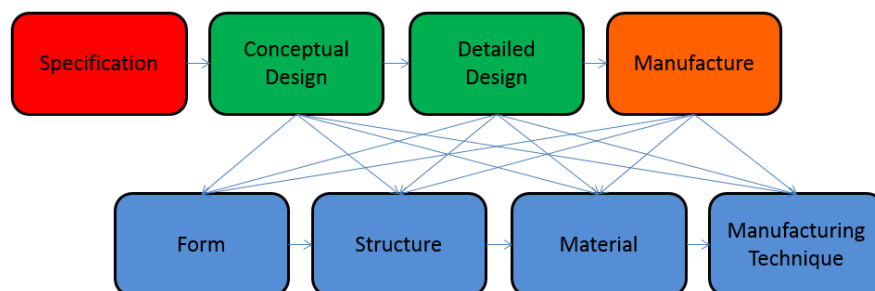 Specification
Conceptual
Design
Detailed
Design
Manufacture
Form
Structure
Material
Manufacturing
Technique